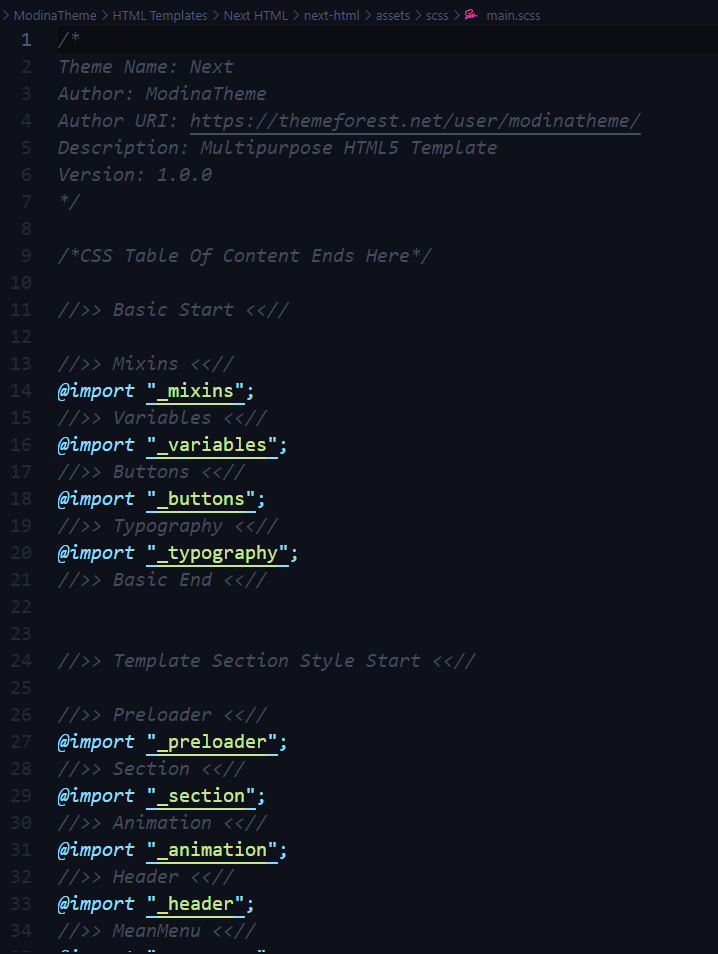 ModinaTheme > HTML Templates > Next HTML > next-html > assets > scss > main.scss
1 /*
2 Theme Name: Next
3 Author: ModinaTheme
4 Author URI: https://themeforest.net/user/modinatheme/
5 Description: Multipurpose HTML5 Template
6 Version: 1.0.0
7 */
8
9 /*CSS Table Of Content Ends Here*/
10
11 //>> Basic Start <<//
12
13 //>> Mixins <<//
14 @import "_mixins";
15 //>> Variables <<//
16 @import "_variables";
17 //>> Buttons <<//
18 @import "_buttons";
19 //>> Typography <<//
20 @import "_typography";
21 //>> Basic End <<//
22
23
24 //>> Template Section Style Start <<//
25
26 //>> Preloader <<//
27 @import "_preloader";
28 //>> Section <<//
29 @import "_section";
30 //>> Animation <<//
31 @import "_animation";
32 //>> Header <<//
33 @import "_header";
34 //>> MeanMenu <<//